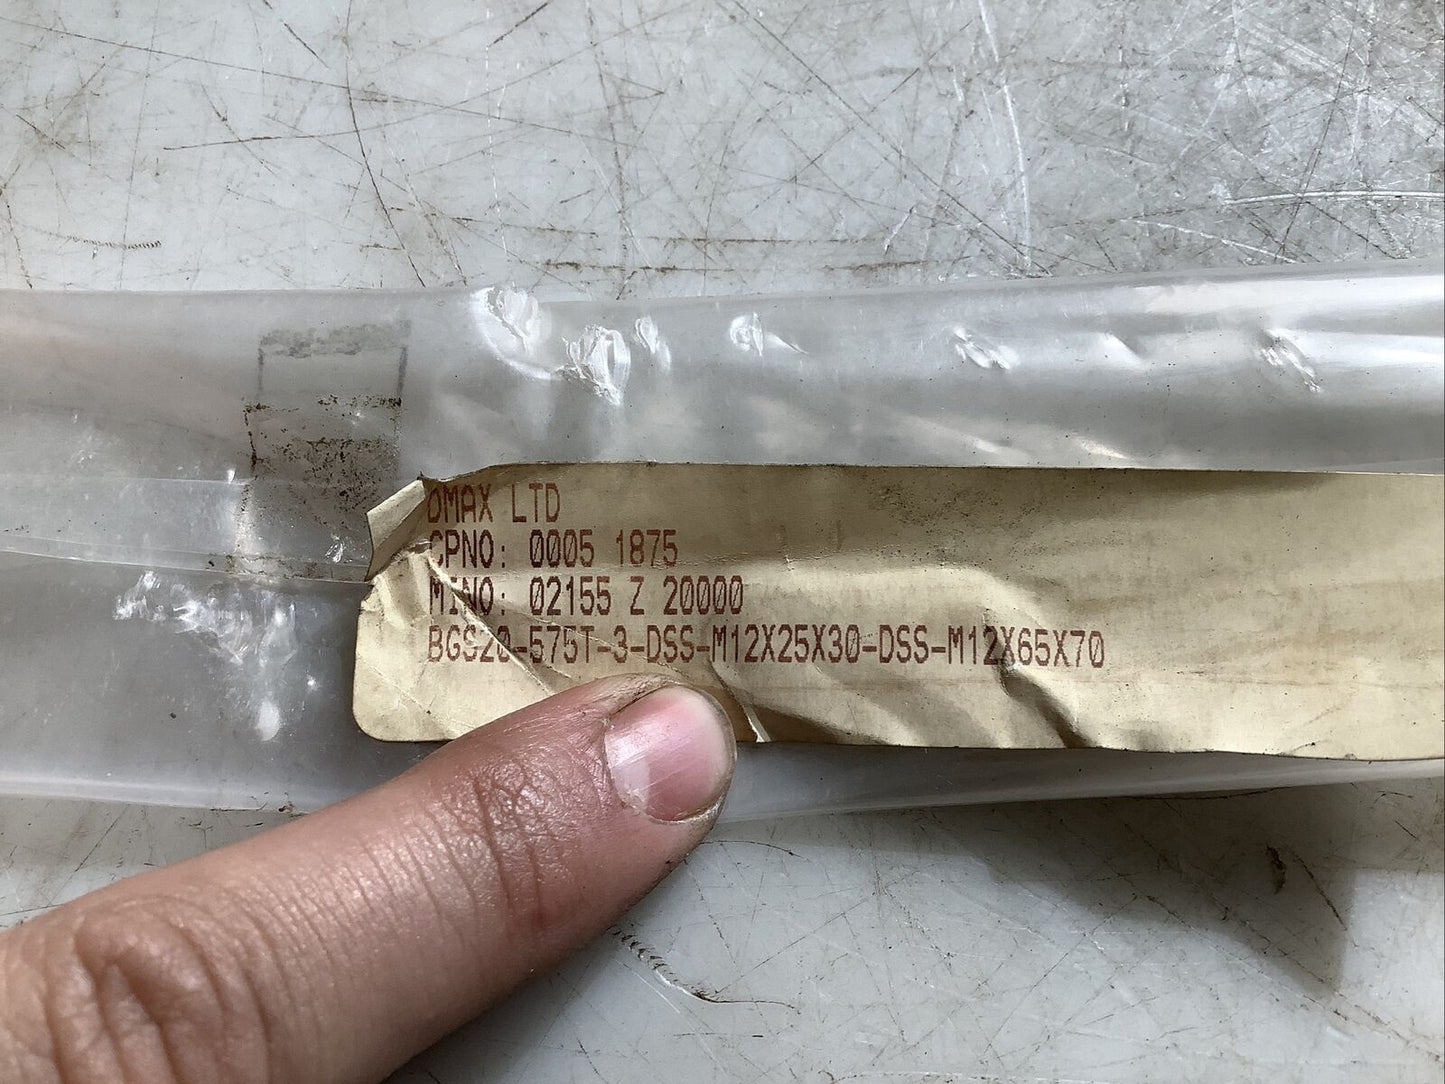 OMAX LTD
CPNO: 0005 1875
MINO: 02155 Z 20000
BGS20-575T-3-DSS-M12X25X30-DSS-M12X65X70